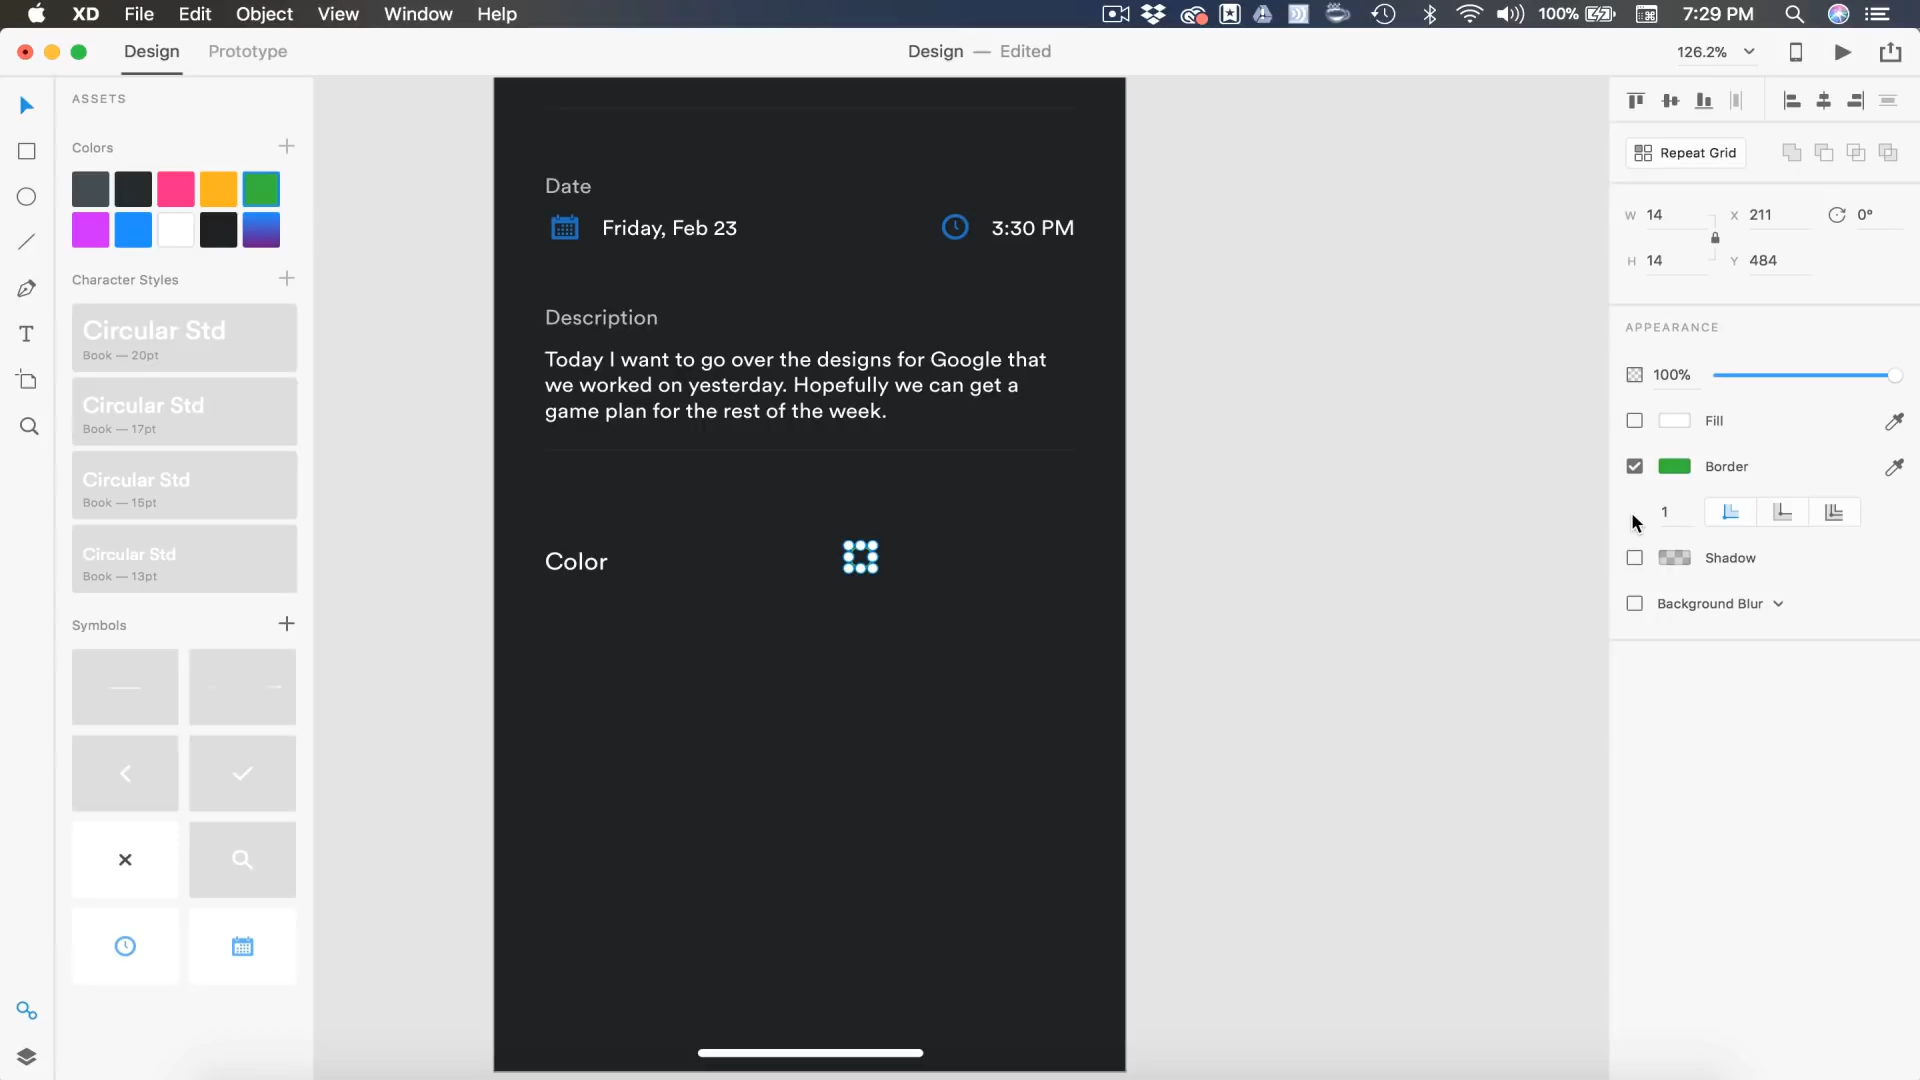 XD File Edit Object View Window Help
100% 7:29 PM
Design Prototype
Design — Edited
126.2%
ASSETS
Colors
Character Styles
Circular Std
Book — 20pt
Circular Std
Book — 17pt
Circular Std
Book — 15pt
Circular Std
Book — 13pt
Symbols
Date
Friday, Feb 23
3:30 PM
Description
Today I want to go over the designs for Google that
we worked on yesterday. Hopefully we can get a
game plan for the rest of the week.
Color
Repeat Grid
W 14 X 211 0°
H 14 Y 484
APPEARANCE
100%
Fill
Border
1
Shadow
Background Blur